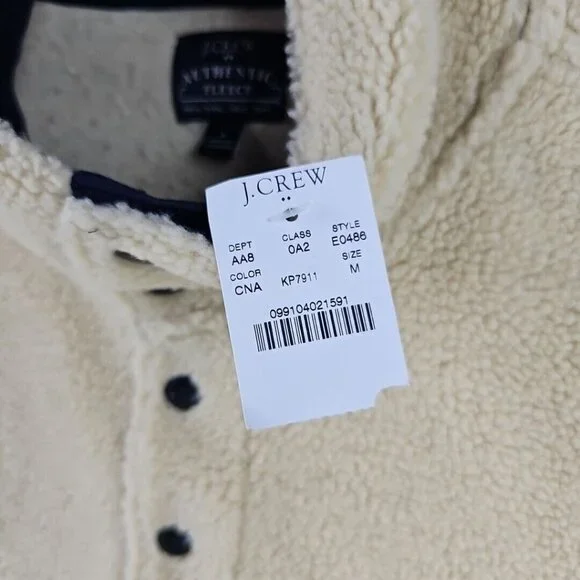 J.CREW
AUTHENTIC
FLEECE
J.CREW
DEPT CLASS STYLE
AA8 0A2 E0486
COLOR SIZE
CNA KP7911 M
099104021591